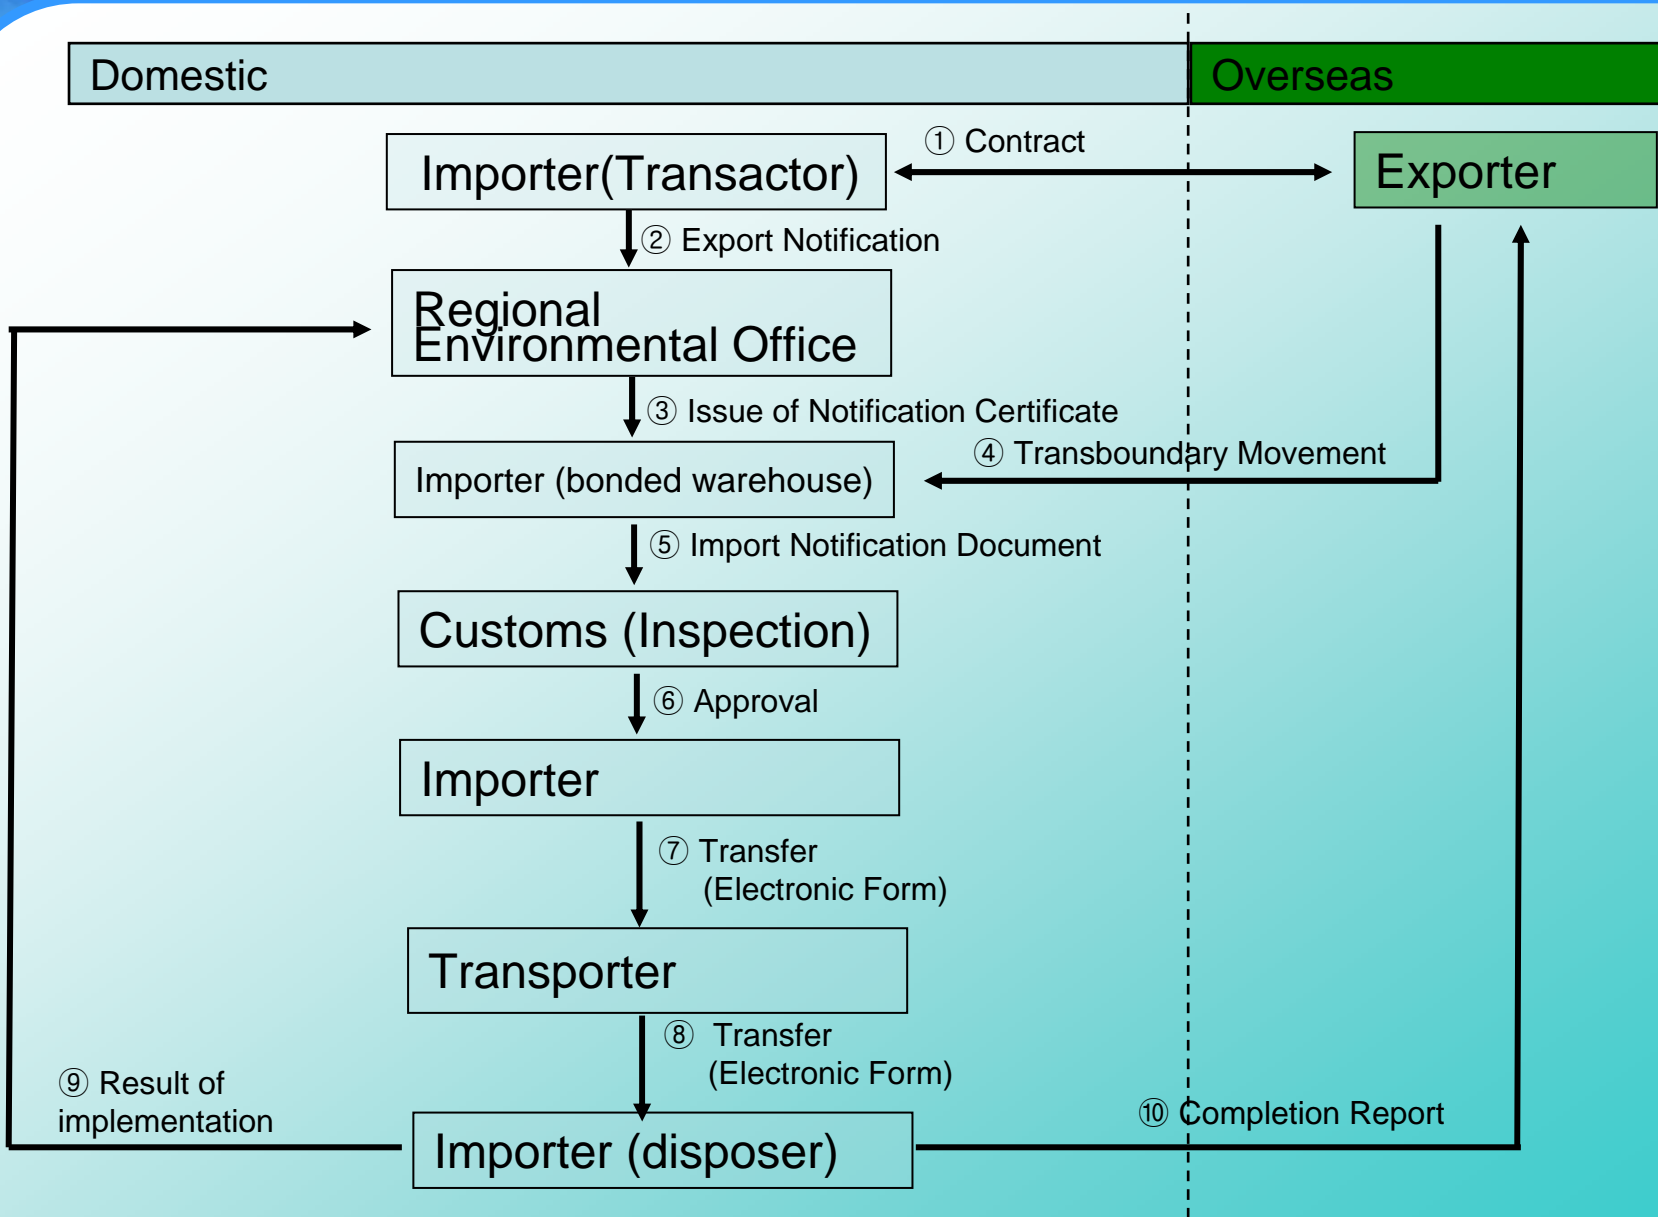 Domestic
Overseas
① Contract
Importer(Transactor)
Exporter
② Export Notification
Regional
Environmental Office
③ Issue of Notification Certificate
④ Transboundary Movement
Importer (bonded warehouse)
⑤ Import Notification Document
Customs (Inspection)
⑥ Approval
Importer
⑦ Transfer
(Electronic Form)
Transporter
⑧ Transfer
(Electronic Form)
⑨ Result of
implementation
⑩ Completion Report
Importer (disposer)